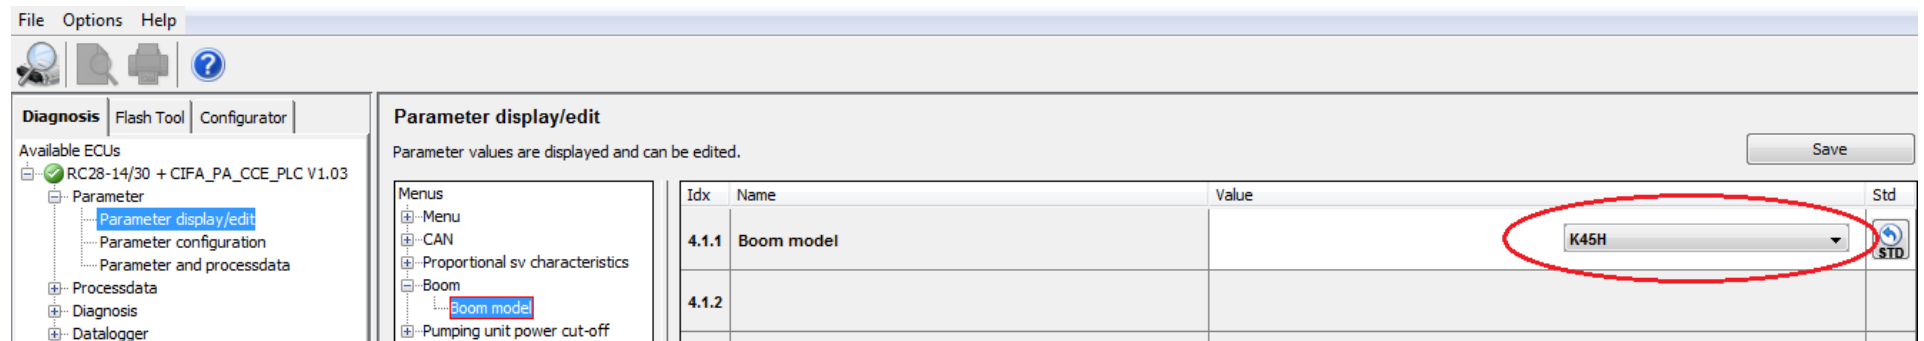 File Options Help
Diagnosis Flash Tool Configurator
Available ECUs
RC28-14/30 + CIFA_PA_CCE_PLC V1.03
Parameter
Parameter display/edit
Parameter configuration
Parameter and processdata
Processdata
Diagnosis
Datalogger
Parameter display/edit
Parameter values are displayed and can be edited.
Save
Menus
Menu
CAN
Proportional sv characteristics
Boom
Boom model
Pumping unit power cut-off
Idx Name Value Std
4.1.1 Boom model K45H STD
4.1.2